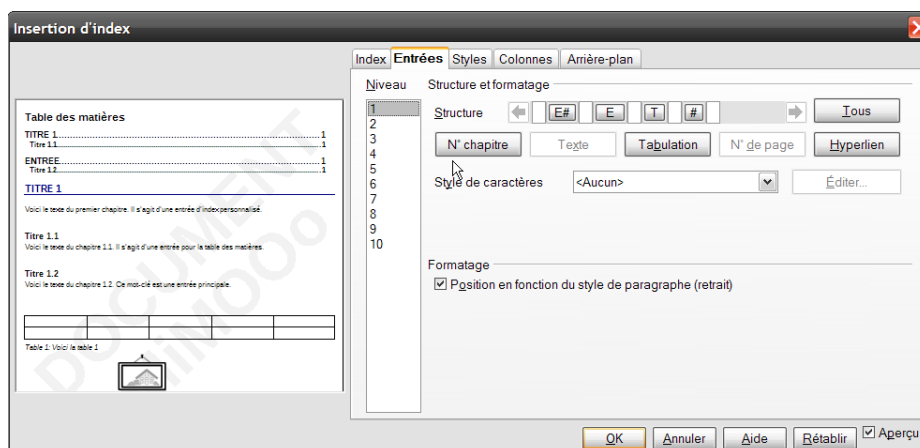 Insertion d'index
Index Entrées Styles Colonnes Arrière-plan
Niveau
1
2
3
4
5
6
7
8
9
10
Structure et formatage
Structure E# E T # Tous
N° chapitre Texte Tabulation N° de page Hyperlien
Style de caractères <Aucun> Éditer...
Formatage
Position en fonction du style de paragraphe (retrait)
Table des matières
TITRE 1 1
Titre 1.1 1
ENTREE 1
Titre 1.2 1
TITRE 1
Voici le texte du premier chapitre. Il s'agit d'une entrée d'index personnalisé.
Titre 1.1
Voici le texte du chapitre 1.1. Il s'agit d'une entrée pour la table des matières.
Titre 1.2
Voici le texte du chapitre 1.2. Ce mot-clé est une entrée principale.
Table 1: Voici la table 1
DOCUMENT
OK Annuler Aide Rétablir Aperçu